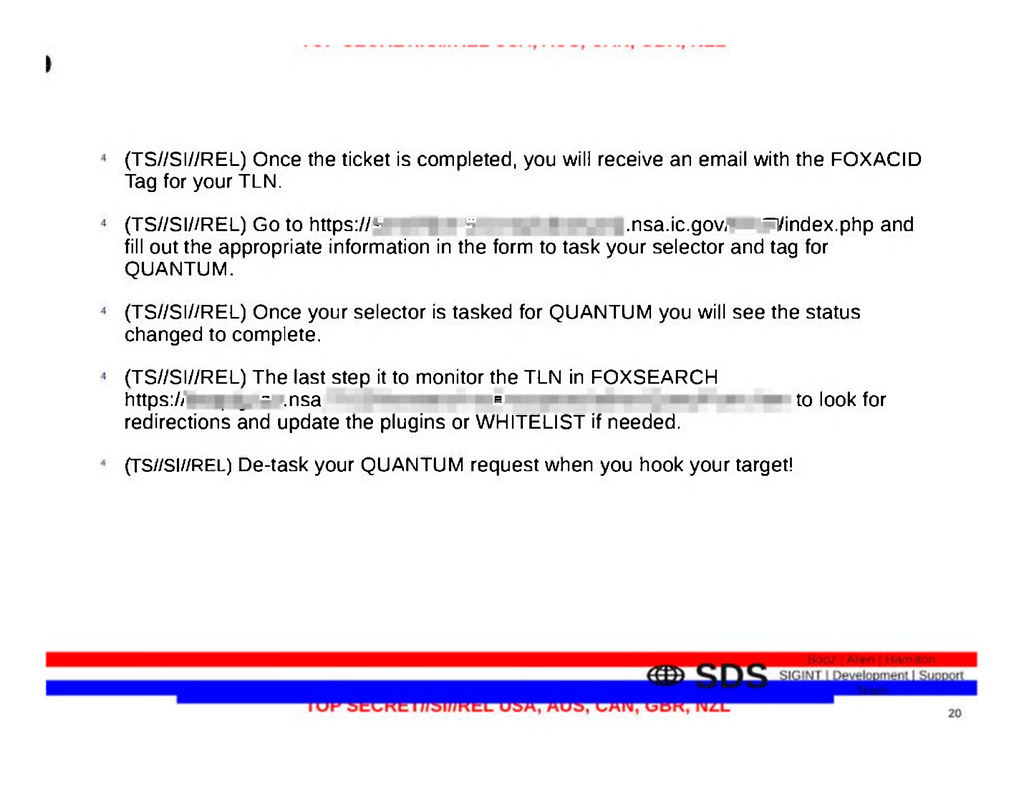 (TS//SI//REL) Once the ticket is completed, you will receive an email with the FOXACID
Tag for your TLN.
(TS//SI//REL) Go to https:// .nsa.ic.gov/ /index.php and
fill out the appropriate information in the form to task your selector and tag for
QUANTUM.
(TS//SI//REL) Once your selector is tasked for QUANTUM you will see the status
changed to complete.
(TS//SI//REL) The last step it to monitor the TLN in FOXSEARCH
https:// .nsa to look for
redirections and update the plugins or WHITELIST if needed.
(TS//SI//REL) De-task your QUANTUM request when you hook your target!
Booz | Allen | Hamilton
SDS SIGINT | Development | Support
Team
TOP SECRET//SI//REL USA, AUS, CAN, GBR, NZL
20